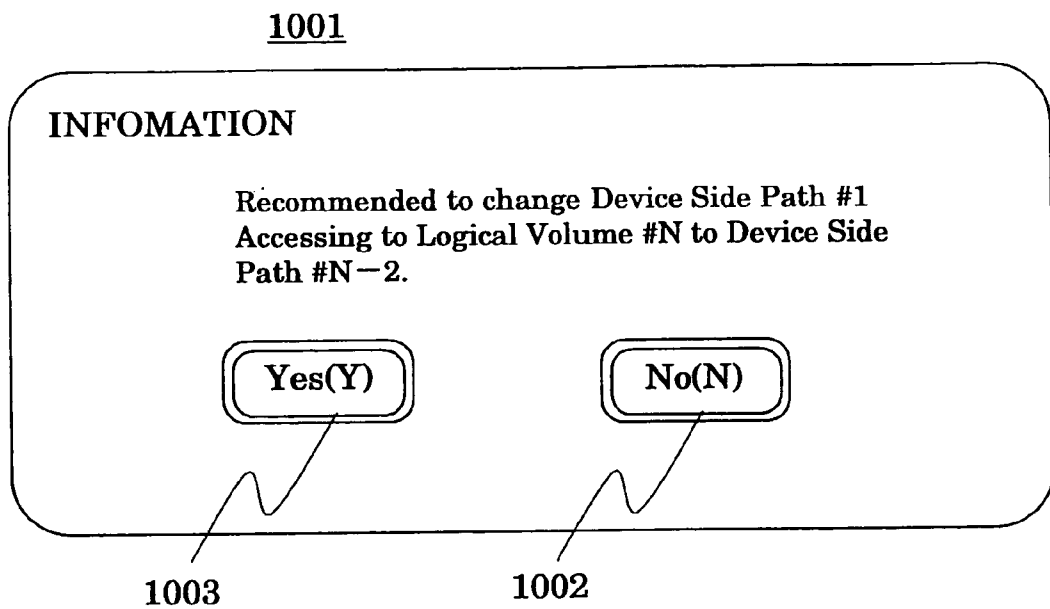 1001
INFOMATION
Recommended to change Device Side Path #1
Accessing to Logical Volume #N to Device Side
Path #N－2.
Yes(Y) No(N)
1003 1002